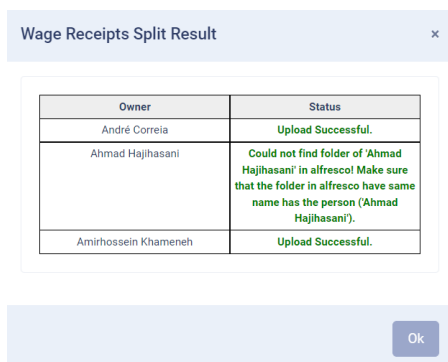 Wage Receipts Split Result ×
Owner Status
André Correia Upload Successful.
Ahmad Hajihasani Could not find folder of 'Ahmad
Hajihasani' in alfresco! Make sure
that the folder in alfresco have same
name has the person ('Ahmad
Hajihasani').
Amirhossein Khameneh Upload Successful.
Ok